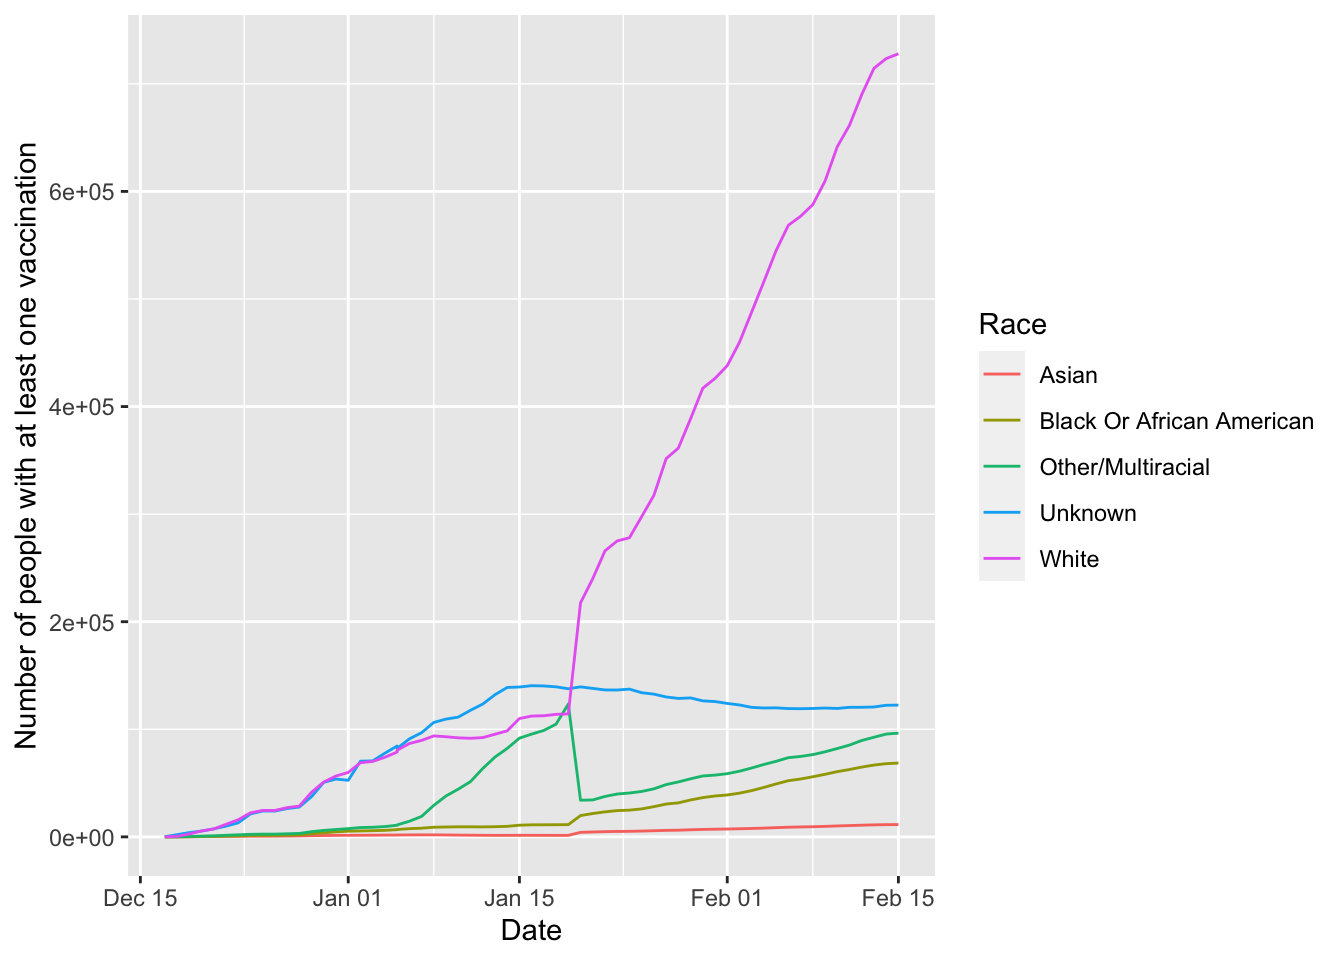 Number of people with at least one vaccination
6e+05
4e+05
2e+05
0e+00
Dec 15
Jan 01
Jan 15
Feb 01
Feb 15
Date
Race
Asian
Black Or African American
Other/Multiracial
Unknown
White